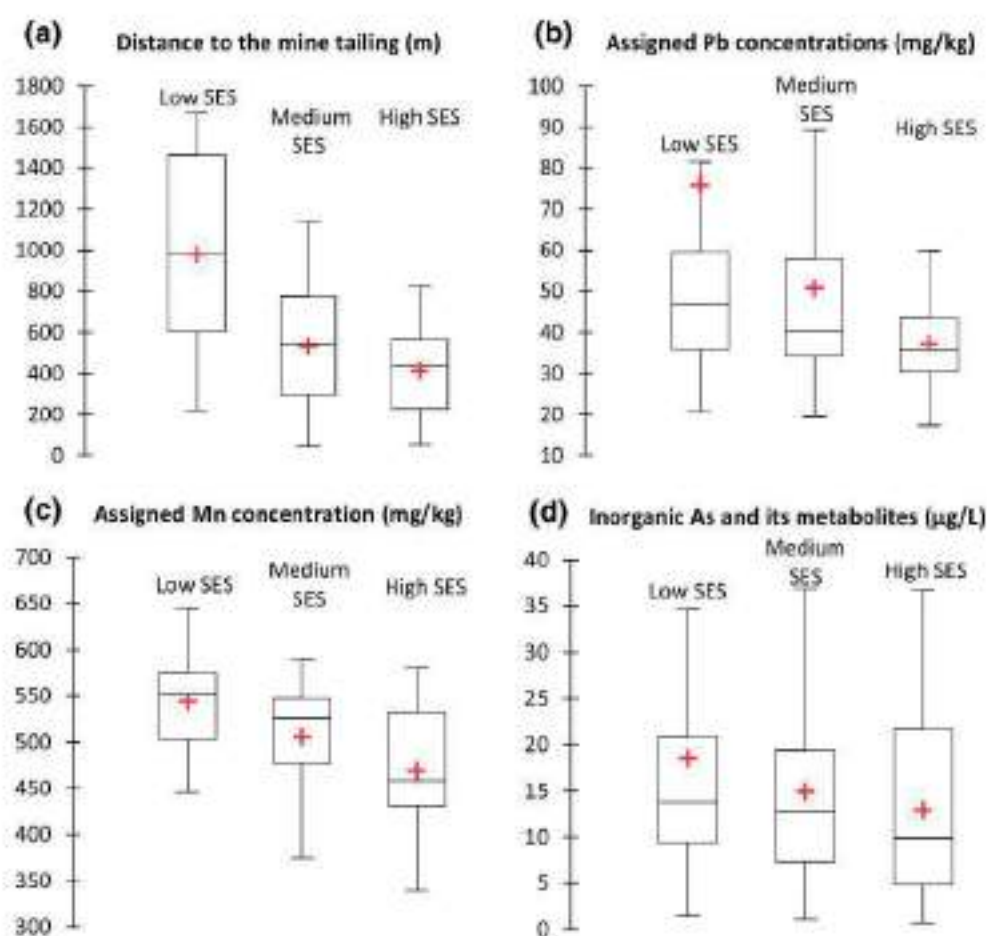 (a) Distance to the mine tailing (m)
1800
1600
1400
1200
1000
800
600
400
200
0
Low SES
Medium
SES
High SES
(b) Assigned Pb concentrations (mg/kg)
100
90
80
70
60
50
40
30
20
10
Low SES
Medium
SES
High SES
(c) Assigned Mn concentration (mg/kg)
700
650
600
550
500
450
400
350
300
Low SES
Medium
SES
High SES
(d) Inorganic As and its metabolites (µg/L)
40
35
30
25
20
15
10
5
0
Low SES
Medium
SES
High SES